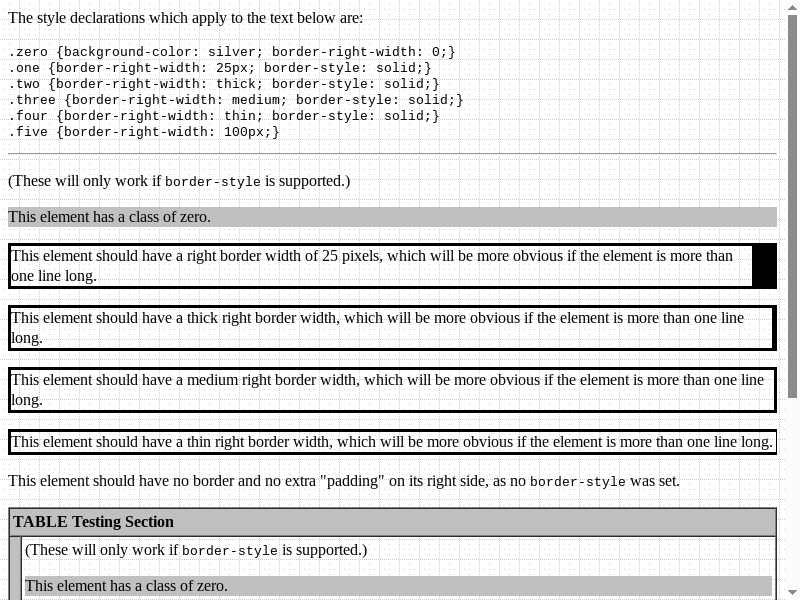 The style declarations which apply to the text below are:
.zero {background-color: silver; border-right-width: 0;}
.one {border-right-width: 25px; border-style: solid;}
.two {border-right-width: thick; border-style: solid;}
.three {border-right-width: medium; border-style: solid;}
.four {border-right-width: thin; border-style: solid;}
.five {border-right-width: 100px;}
(These will only work if border-style is supported.)
This element has a class of zero.
This element should have a right border width of 25 pixels, which will be more obvious if the element is more than
one line long.
This element should have a thick right border width, which will be more obvious if the element is more than one line
long.
This element should have a medium right border width, which will be more obvious if the element is more than one line
long.
This element should have a thin right border width, which will be more obvious if the element is more than one line long.
This element should have no border and no extra "padding" on its right side, as no border-style was set.
TABLE Testing Section
(These will only work if border-style is supported.)
This element has a class of zero.